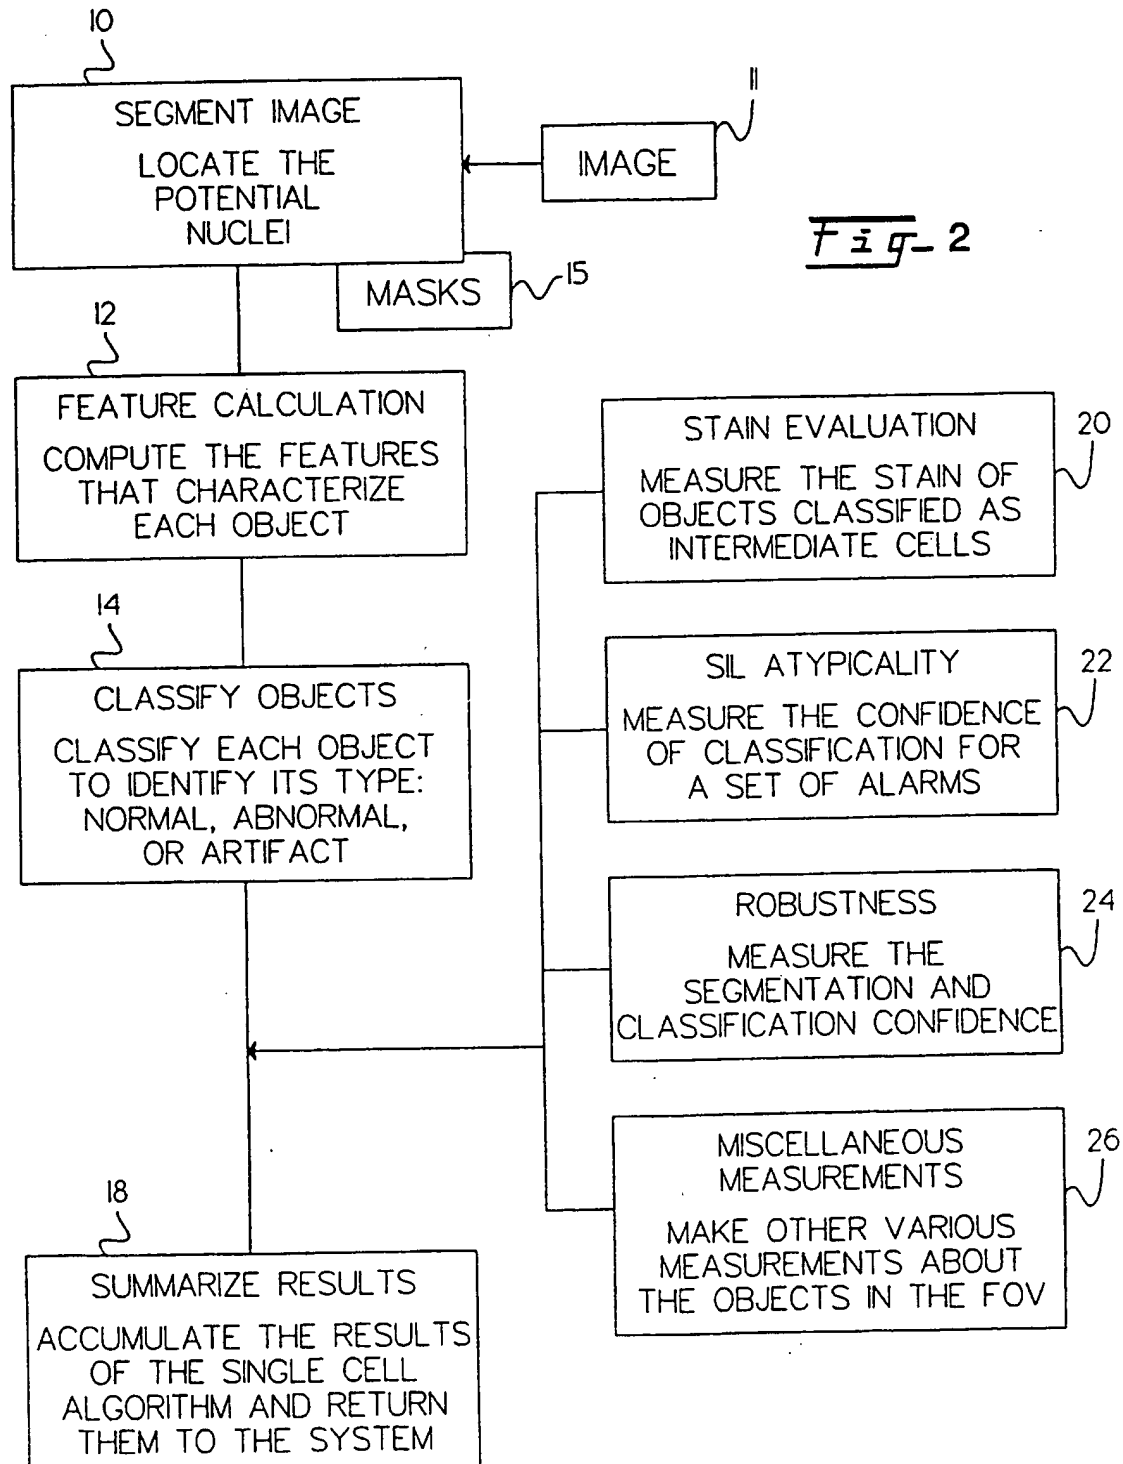 10
SEGMENT IMAGE
LOCATE THE
POTENTIAL
NUCLEI
11
IMAGE
Fig_ 2
MASKS
15
12
FEATURE CALCULATION
COMPUTE THE FEATURES
THAT CHARACTERIZE
EACH OBJECT
14
CLASSIFY OBJECTS
CLASSIFY EACH OBJECT
TO IDENTIFY ITS TYPE:
NORMAL, ABNORMAL,
OR ARTIFACT
20
STAIN EVALUATION
MEASURE THE STAIN OF
OBJECTS CLASSIFIED AS
INTERMEDIATE CELLS
22
SIL ATYPICALITY
MEASURE THE CONFIDENCE
OF CLASSIFICATION FOR
A SET OF ALARMS
24
ROBUSTNESS
MEASURE THE
SEGMENTATION AND
CLASSIFICATION CONFIDENCE
26
MISCELLANEOUS
MEASUREMENTS
MAKE OTHER VARIOUS
MEASUREMENTS ABOUT
THE OBJECTS IN THE FOV
18
SUMMARIZE RESULTS
ACCUMULATE THE RESULTS
OF THE SINGLE CELL
ALGORITHM AND RETURN
THEM TO THE SYSTEM